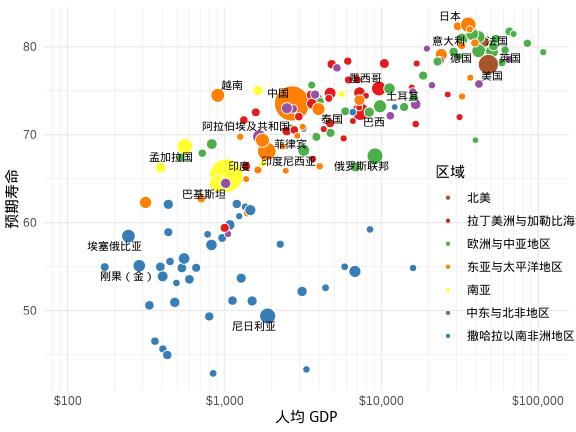 预期寿命
80
70
60
50
日本
意大利
法国
德国
英国
美国
墨西哥
越南
中国
土耳其
泰国
巴西
阿拉伯埃及共和国
菲律宾
孟加拉国
印度
印度尼西亚
俄罗斯联邦
巴基斯坦
埃塞俄比亚
刚果（金）
尼日利亚
$100
$1,000
$10,000
$100,000
人均 GDP
区域
北美
拉丁美洲与加勒比海
欧洲与中亚地区
东亚与太平洋地区
南亚
中东与北非地区
撒哈拉以南非洲地区